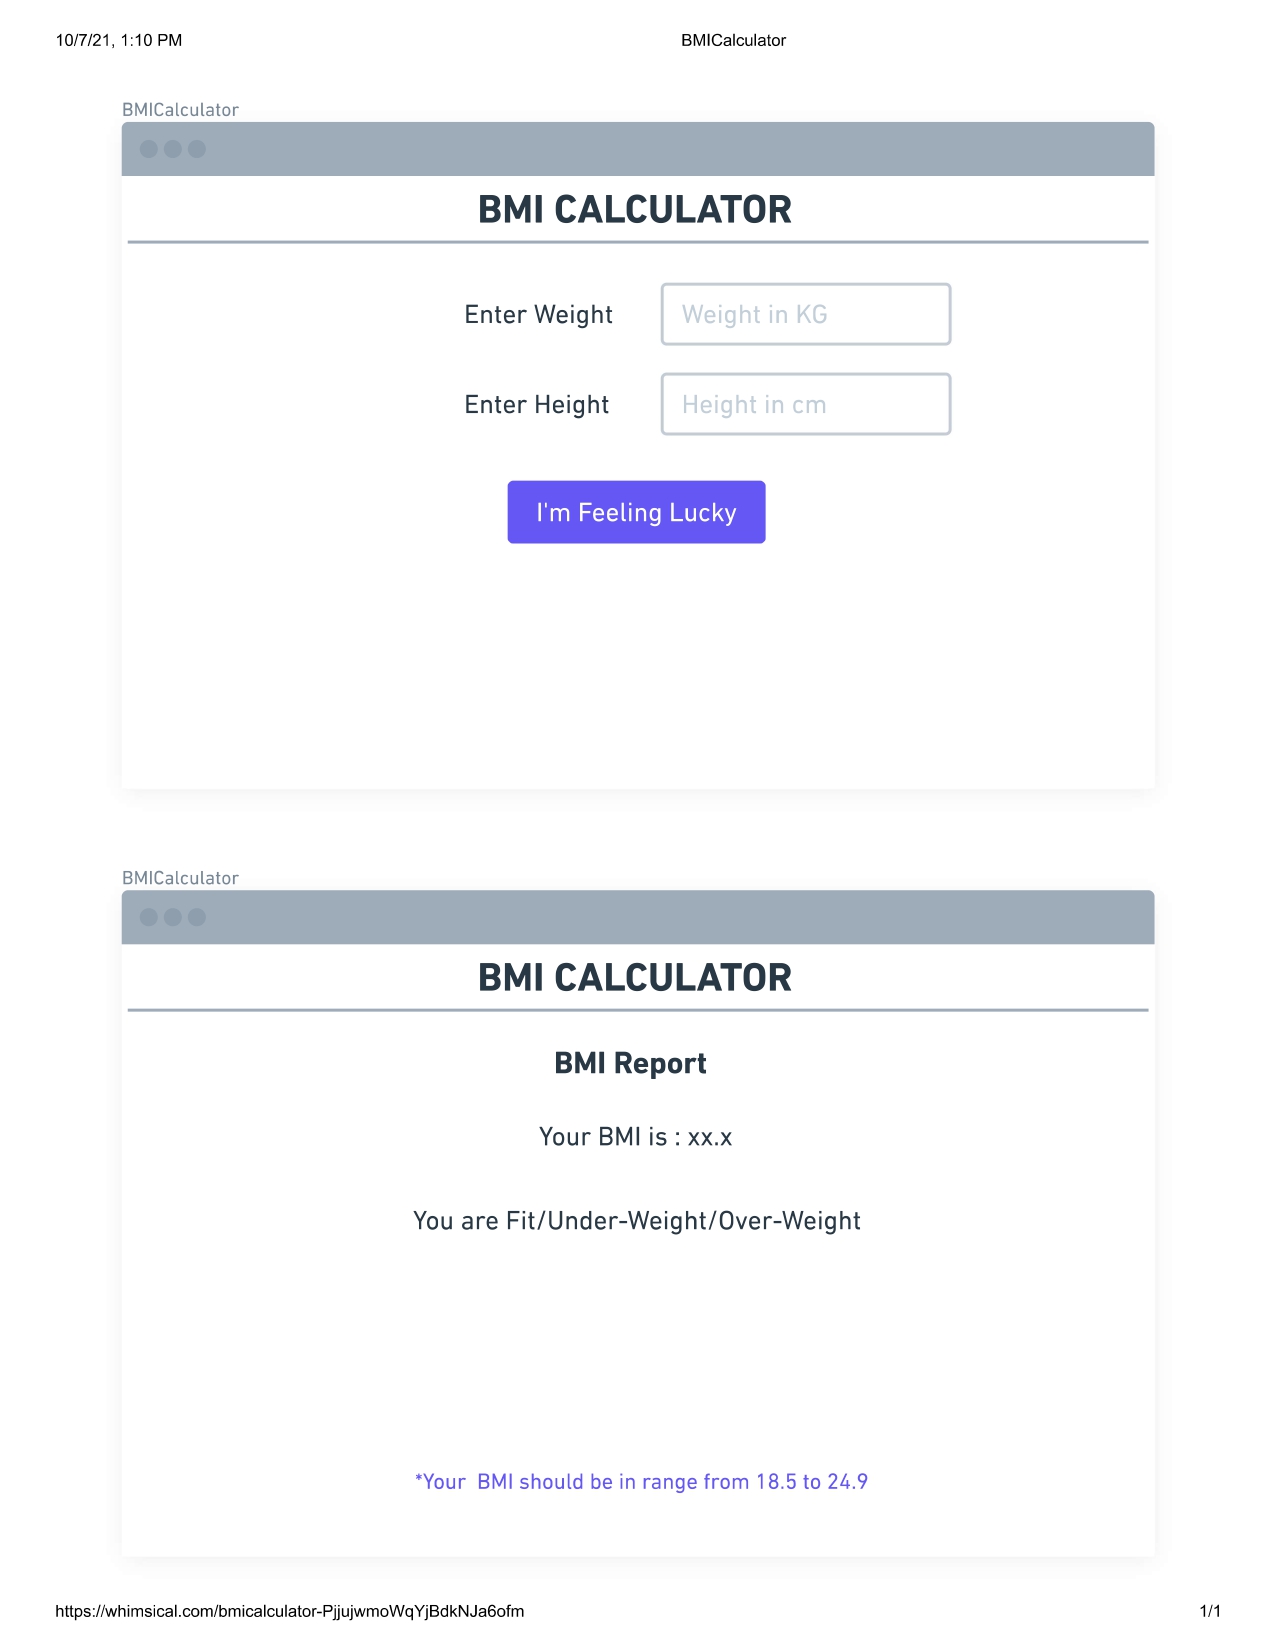 10/7/21, 1:10 PM BMICalculator
BMICalculator
BMI CALCULATOR
Enter Weight Weight in KG
Enter Height Height in cm
I'm Feeling Lucky
BMICalculator
BMI CALCULATOR
BMI Report
Your BMI is : xx.x
You are Fit/Under-Weight/Over-Weight
*Your  BMI should be in range from 18.5 to 24.9
https://whimsical.com/bmicalculator-PjjujwmoWqYjBdkNJa6ofm 1/1